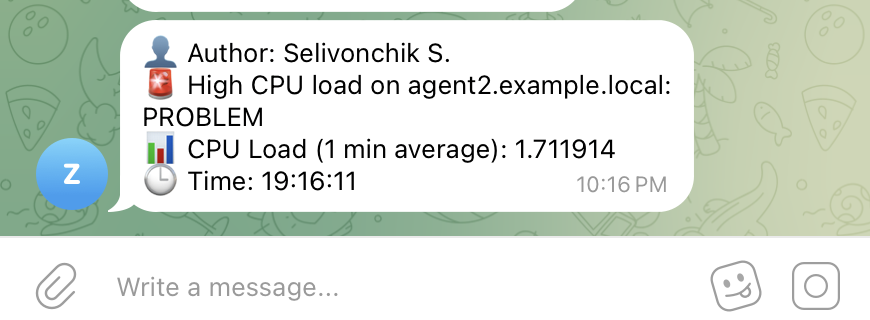 👤 Author: Selivonchik S.
🚨 High CPU load on agent2.example.local:
PROBLEM
📊 CPU Load (1 min average): 1.711914
🕒 Time: 19:16:11
10:16 PM
Z
Write a message...